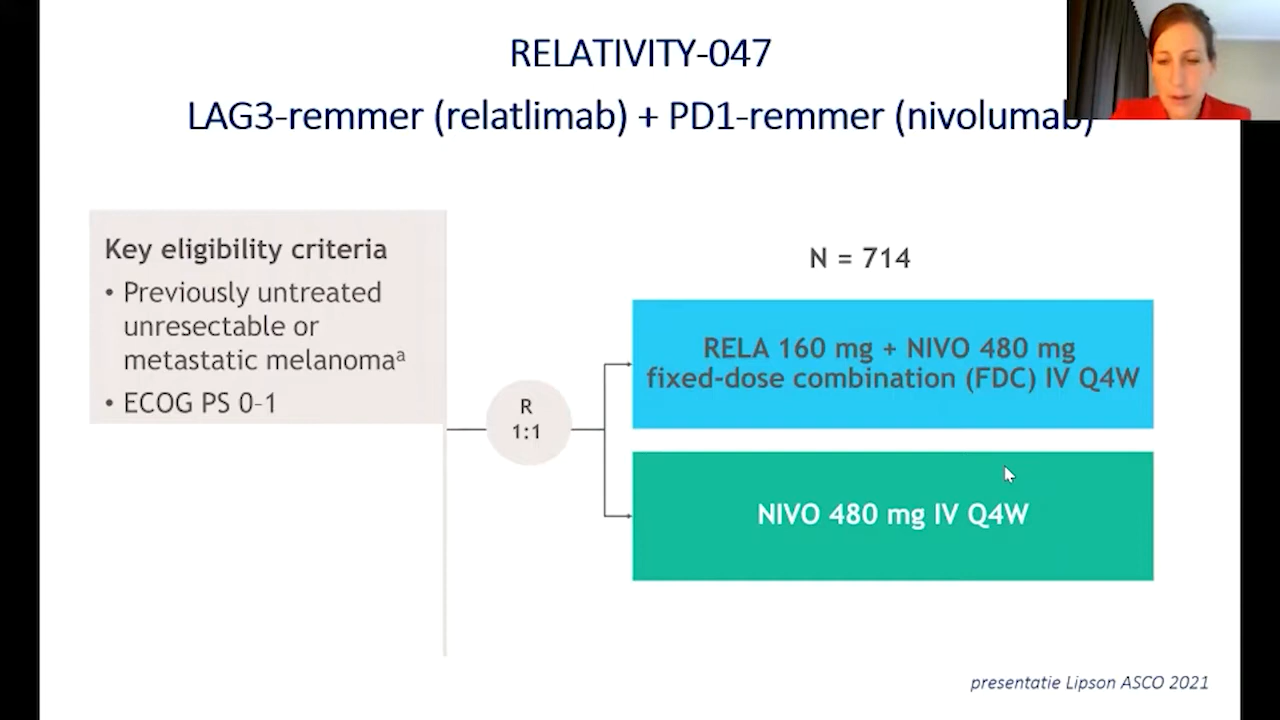 RELATIVITY-047
LAG3-remmer (relatlimab) + PD1-remmer (nivolumab)
Key eligibility criteria
• Previously untreated
unresectable or
metastatic melanomaᵃ
• ECOG PS 0–1
R
1:1
N = 714
RELA 160 mg + NIVO 480 mg
fixed-dose combination (FDC) IV Q4W
NIVO 480 mg IV Q4W
presentatie Lipson ASCO 2021